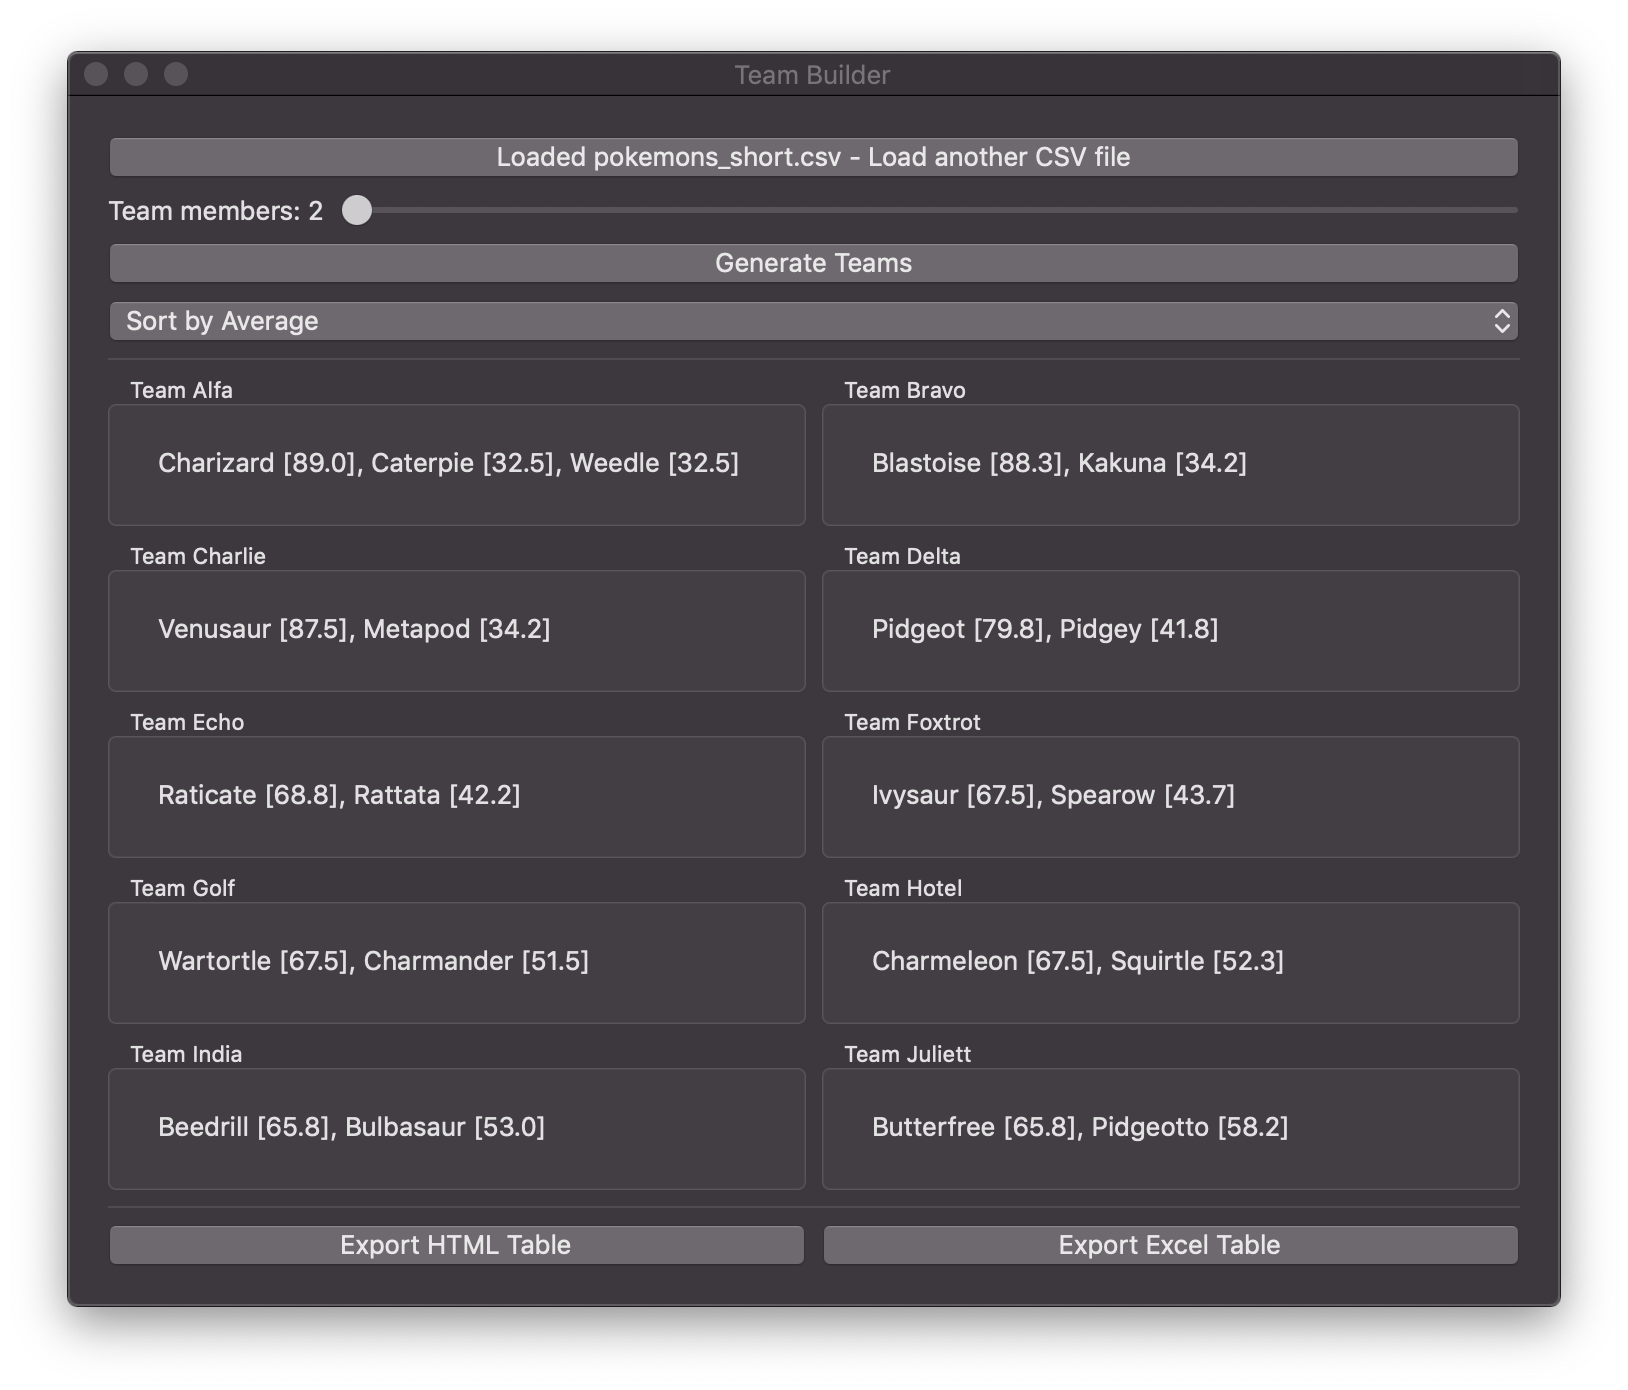 Team Builder
Loaded pokemons_short.csv - Load another CSV file
Team members: 2
Generate Teams
Sort by Average
Team Alfa
Charizard [89.0], Caterpie [32.5], Weedle [32.5]
Team Bravo
Blastoise [88.3], Kakuna [34.2]
Team Charlie
Venusaur [87.5], Metapod [34.2]
Team Delta
Pidgeot [79.8], Pidgey [41.8]
Team Echo
Raticate [68.8], Rattata [42.2]
Team Foxtrot
Ivysaur [67.5], Spearow [43.7]
Team Golf
Wartortle [67.5], Charmander [51.5]
Team Hotel
Charmeleon [67.5], Squirtle [52.3]
Team India
Beedrill [65.8], Bulbasaur [53.0]
Team Juliett
Butterfree [65.8], Pidgeotto [58.2]
Export HTML Table
Export Excel Table